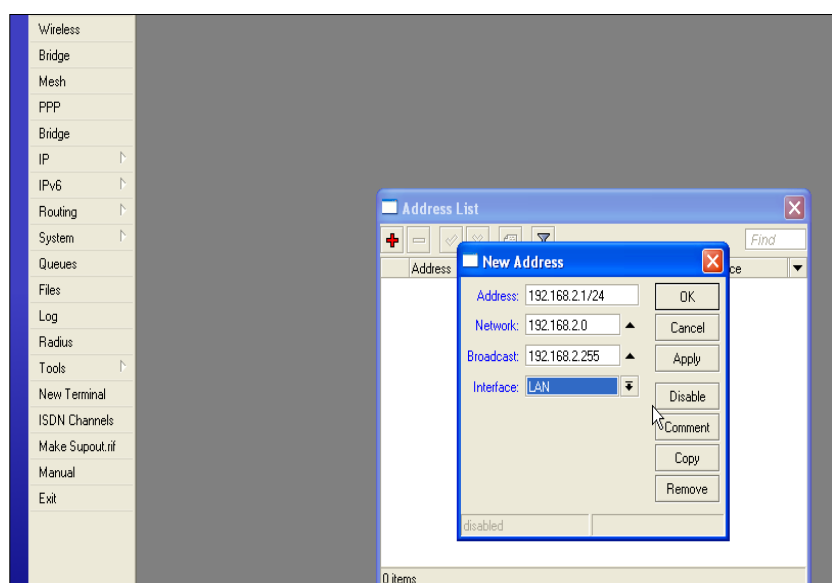 Wireless
Bridge
Mesh
PPP
Bridge
IP
IPv6
Routing
System
Queues
Files
Log
Radius
Tools
New Terminal
ISDN Channels
Make Supout.rif
Manual
Exit
Address List
Find
Address
New Address
Address: 192.168.2.1/24
OK
Network: 192.168.2.0
Cancel
Broadcast: 192.168.2.255
Apply
Interface: LAN
Disable
Comment
Copy
Remove
disabled
0 items